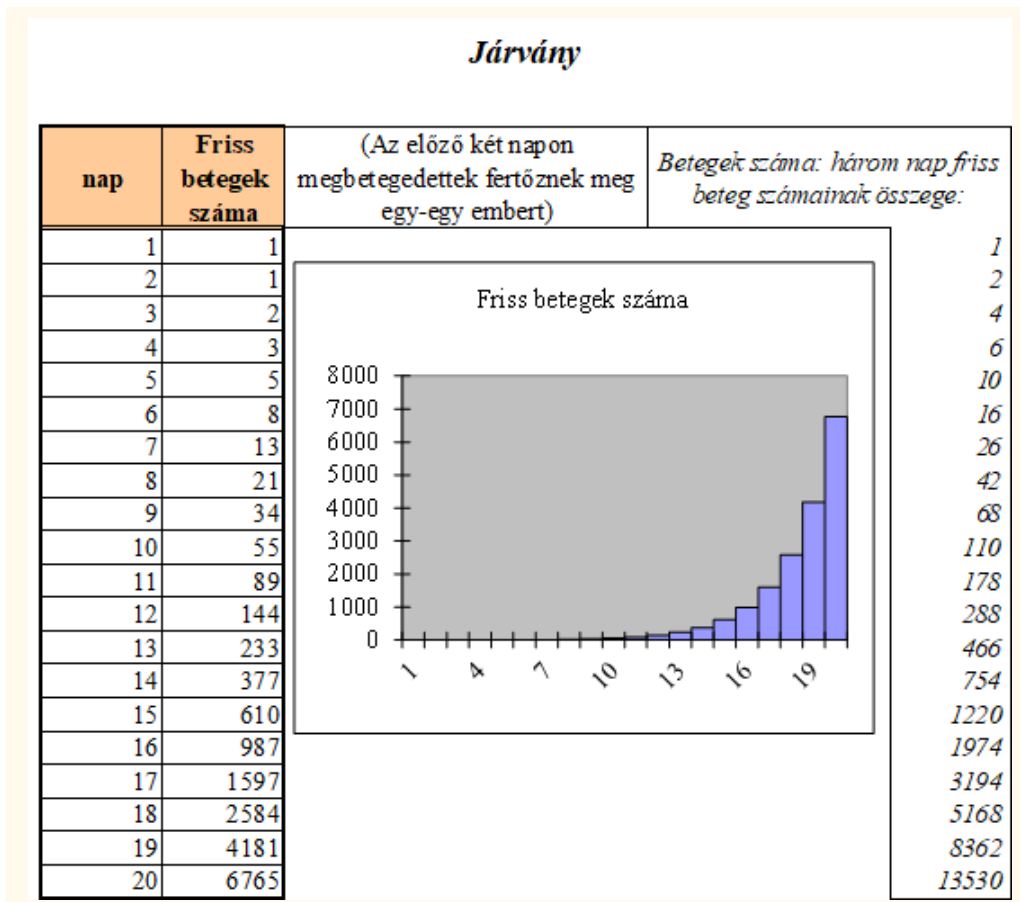 Járvány
nap
Friss
betegek
száma
(Az előző két napon
megbetegedettek fertőznek meg
egy-egy embert)
Betegek száma: három nap friss
beteg számainak összege:
1 1 1
2 1 2
3 2 4
4 3 6
5 5 10
6 8 16
7 13 26
8 21 42
9 34 68
10 55 110
11 89 178
12 144 288
13 233 466
14 377 754
15 610 1220
16 987 1974
17 1597 3194
18 2584 5168
19 4181 8362
20 6765 13530
Friss betegek száma
8000
7000
6000
5000
4000
3000
2000
1000
0
1 4 7 10 13 16 19